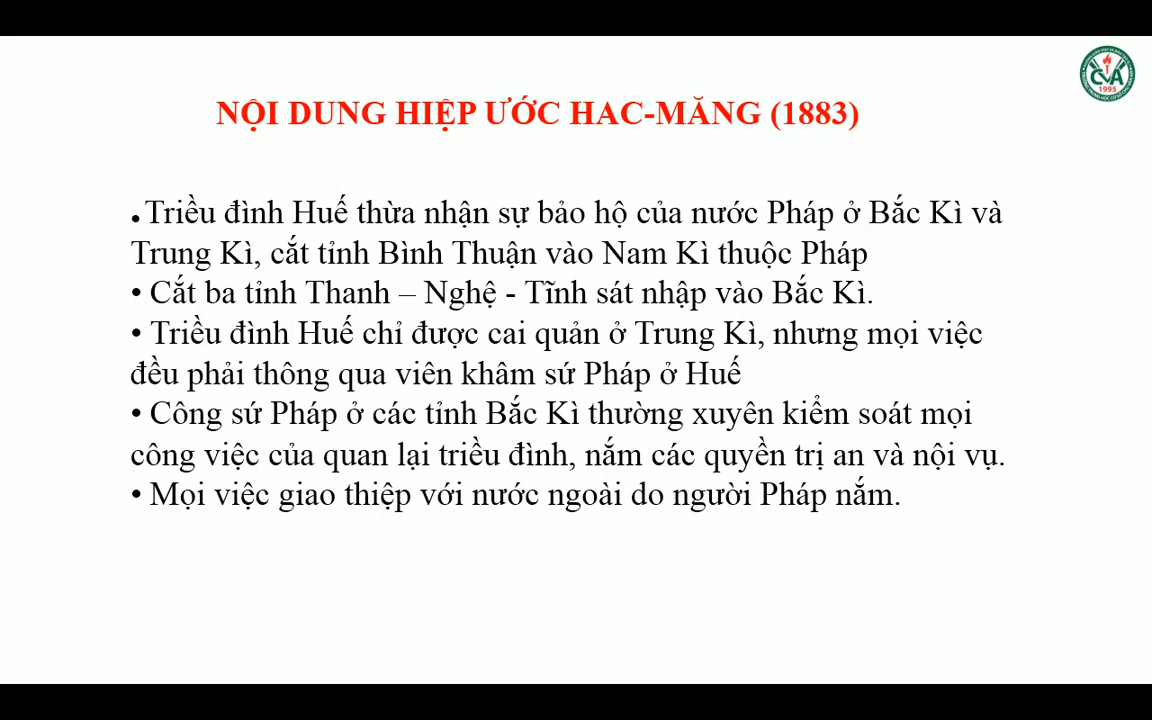 CVA
1995
NỘI DUNG HIỆP ƯỚC HAC-MĂNG (1883)
• Triều đình Huế thừa nhận sự bảo hộ của nước Pháp ở Bắc Kì và
Trung Kì, cắt tỉnh Bình Thuận vào Nam Kì thuộc Pháp
• Cắt ba tỉnh Thanh – Nghệ - Tĩnh sát nhập vào Bắc Kì.
• Triều đình Huế chỉ được cai quản ở Trung Kì, nhưng mọi việc
đều phải thông qua viên khâm sứ Pháp ở Huế
• Công sứ Pháp ở các tỉnh Bắc Kì thường xuyên kiểm soát mọi
công việc của quan lại triều đình, nắm các quyền trị an và nội vụ.
• Mọi việc giao thiệp với nước ngoài do người Pháp nắm.